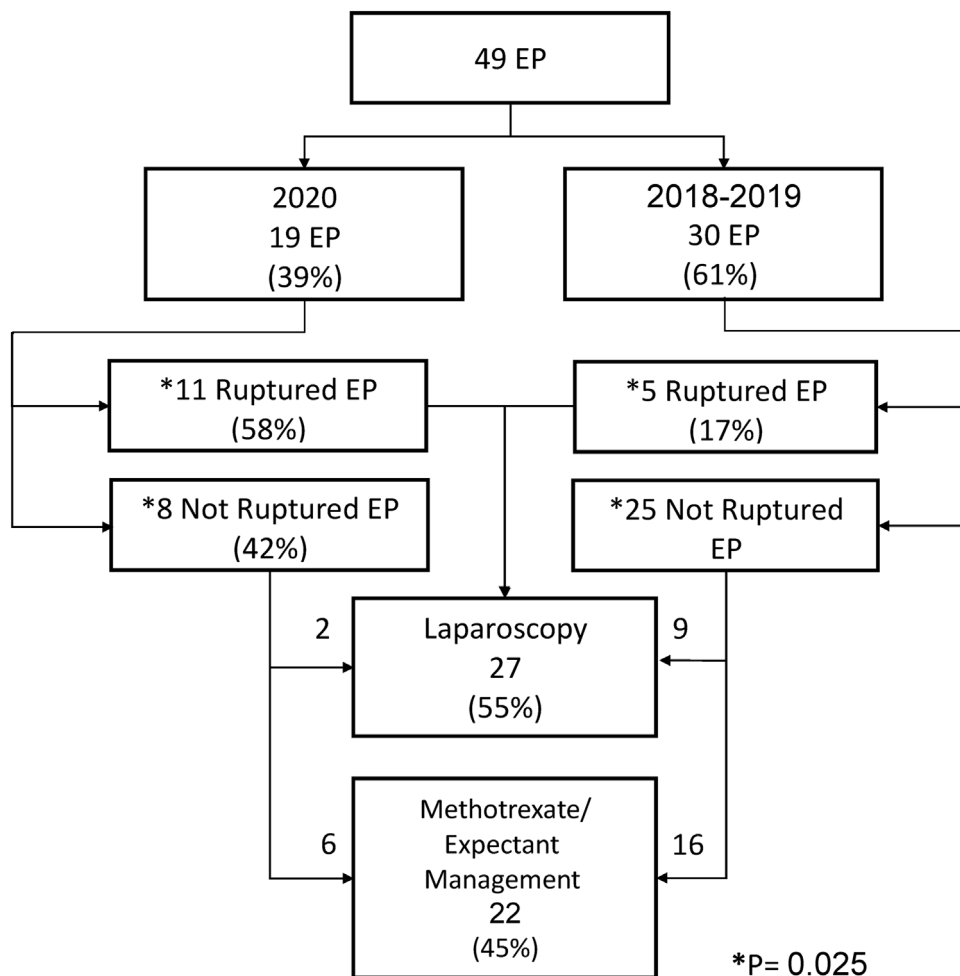 49 EP
2020
19 EP
(39%)
2018-2019
30 EP
(61%)
*11 Ruptured EP
(58%)
*5 Ruptured EP
(17%)
*8 Not Ruptured EP
(42%)
*25 Not Ruptured
EP
2
Laparoscopy
27
(55%)
9
6
Methotrexate/
Expectant
Management
22
(45%)
16
*P= 0.025